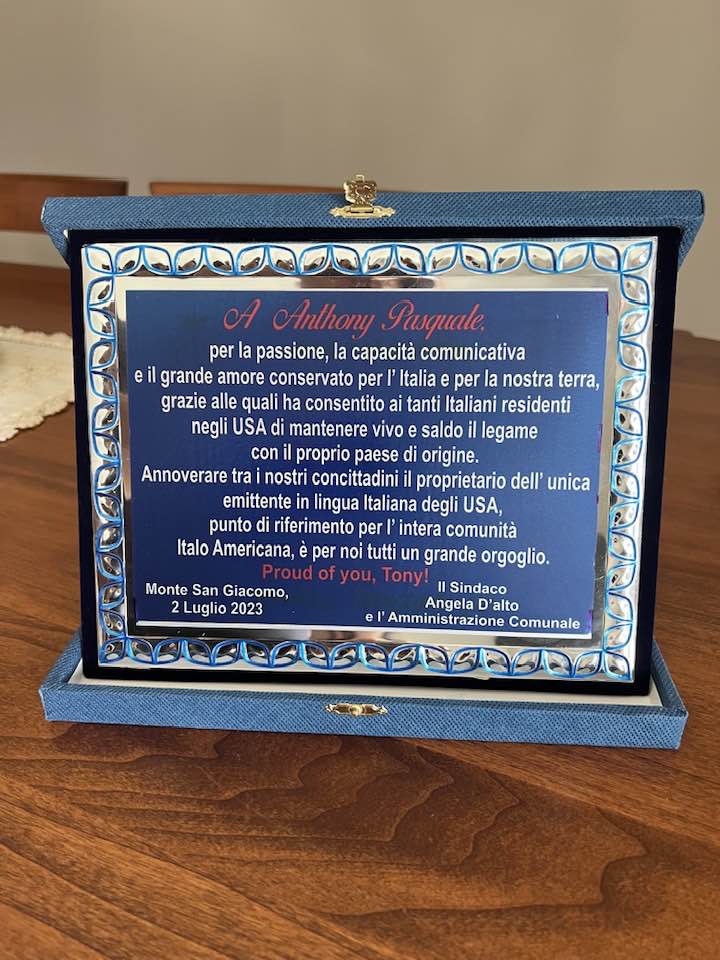 A Anthony Pasquale,
per la passione, la capacità comunicativa
e il grande amore conservato per l' Italia e per la nostra terra,
grazie alle quali ha consentito ai tanti Italiani residenti
negli USA di mantenere vivo e saldo il legame
con il proprio paese di origine.
Annoverare tra i nostri concittadini il proprietario dell' unica
emittente in lingua Italiana degli USA,
punto di riferimento per l' intera comunità
Italo Americana, è per noi tutti un grande orgoglio.
Proud of you, Tony!
Monte San Giacomo,
2 Luglio 2023
Il Sindaco
Angela D'alto
e l' Amministrazione Comunale